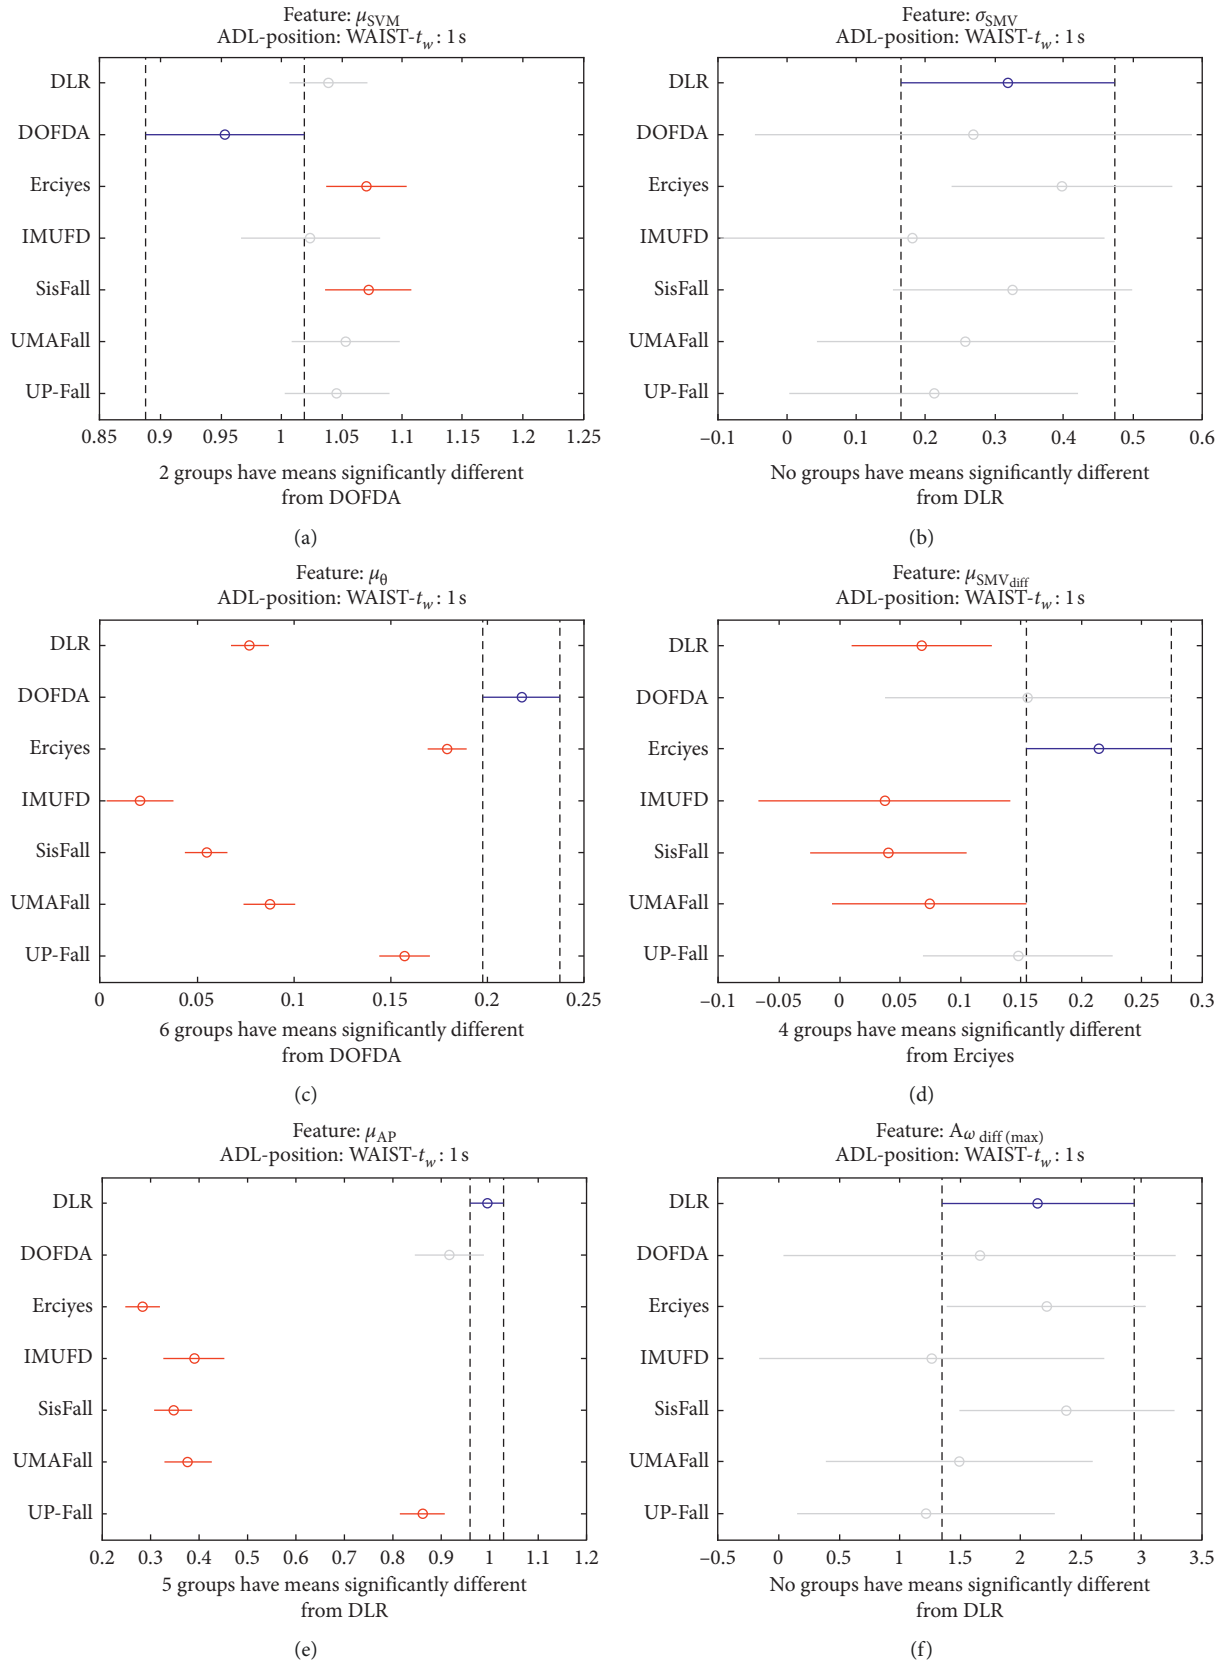 Feature: μSVM
ADL-position: WAIST-tw: 1 s
DLR
DOFDA
Erciyes
IMUFD
SisFall
UMAFall
UP-Fall
0.85 0.9 0.95 1 1.05 1.1 1.15 1.2 1.25
2 groups have means significantly different
from DOFDA
(a)
Feature: σSMV
ADL-position: WAIST-tw: 1 s
DLR
DOFDA
Erciyes
IMUFD
SisFall
UMAFall
UP-Fall
–0.1 0 0.1 0.2 0.3 0.4 0.5 0.6
No groups have means significantly different
from DLR
(b)
Feature: μθ
ADL-position: WAIST-tw: 1 s
DLR
DOFDA
Erciyes
IMUFD
SisFall
UMAFall
UP-Fall
0 0.05 0.1 0.15 0.2 0.25
6 groups have means significantly different
from DOFDA
(c)
Feature: μSMVdiff
ADL-position: WAIST-tw: 1 s
DLR
DOFDA
Erciyes
IMUFD
SisFall
UMAFall
UP-Fall
–0.1 –0.05 0 0.05 0.1 0.15 0.2 0.25 0.3
4 groups have means significantly different
from Erciyes
(d)
Feature: μAP
ADL-position: WAIST-tw: 1 s
DLR
DOFDA
Erciyes
IMUFD
SisFall
UMAFall
UP-Fall
0.2 0.3 0.4 0.5 0.6 0.7 0.8 0.9 1 1.1 1.2
5 groups have means significantly different
from DLR
(e)
Feature: Aω diff (max)
ADL-position: WAIST-tw: 1 s
DLR
DOFDA
Erciyes
IMUFD
SisFall
UMAFall
UP-Fall
–0.5 0 0.5 1 1.5 2 2.5 3 3.5
No groups have means significantly different
from DLR
(f)